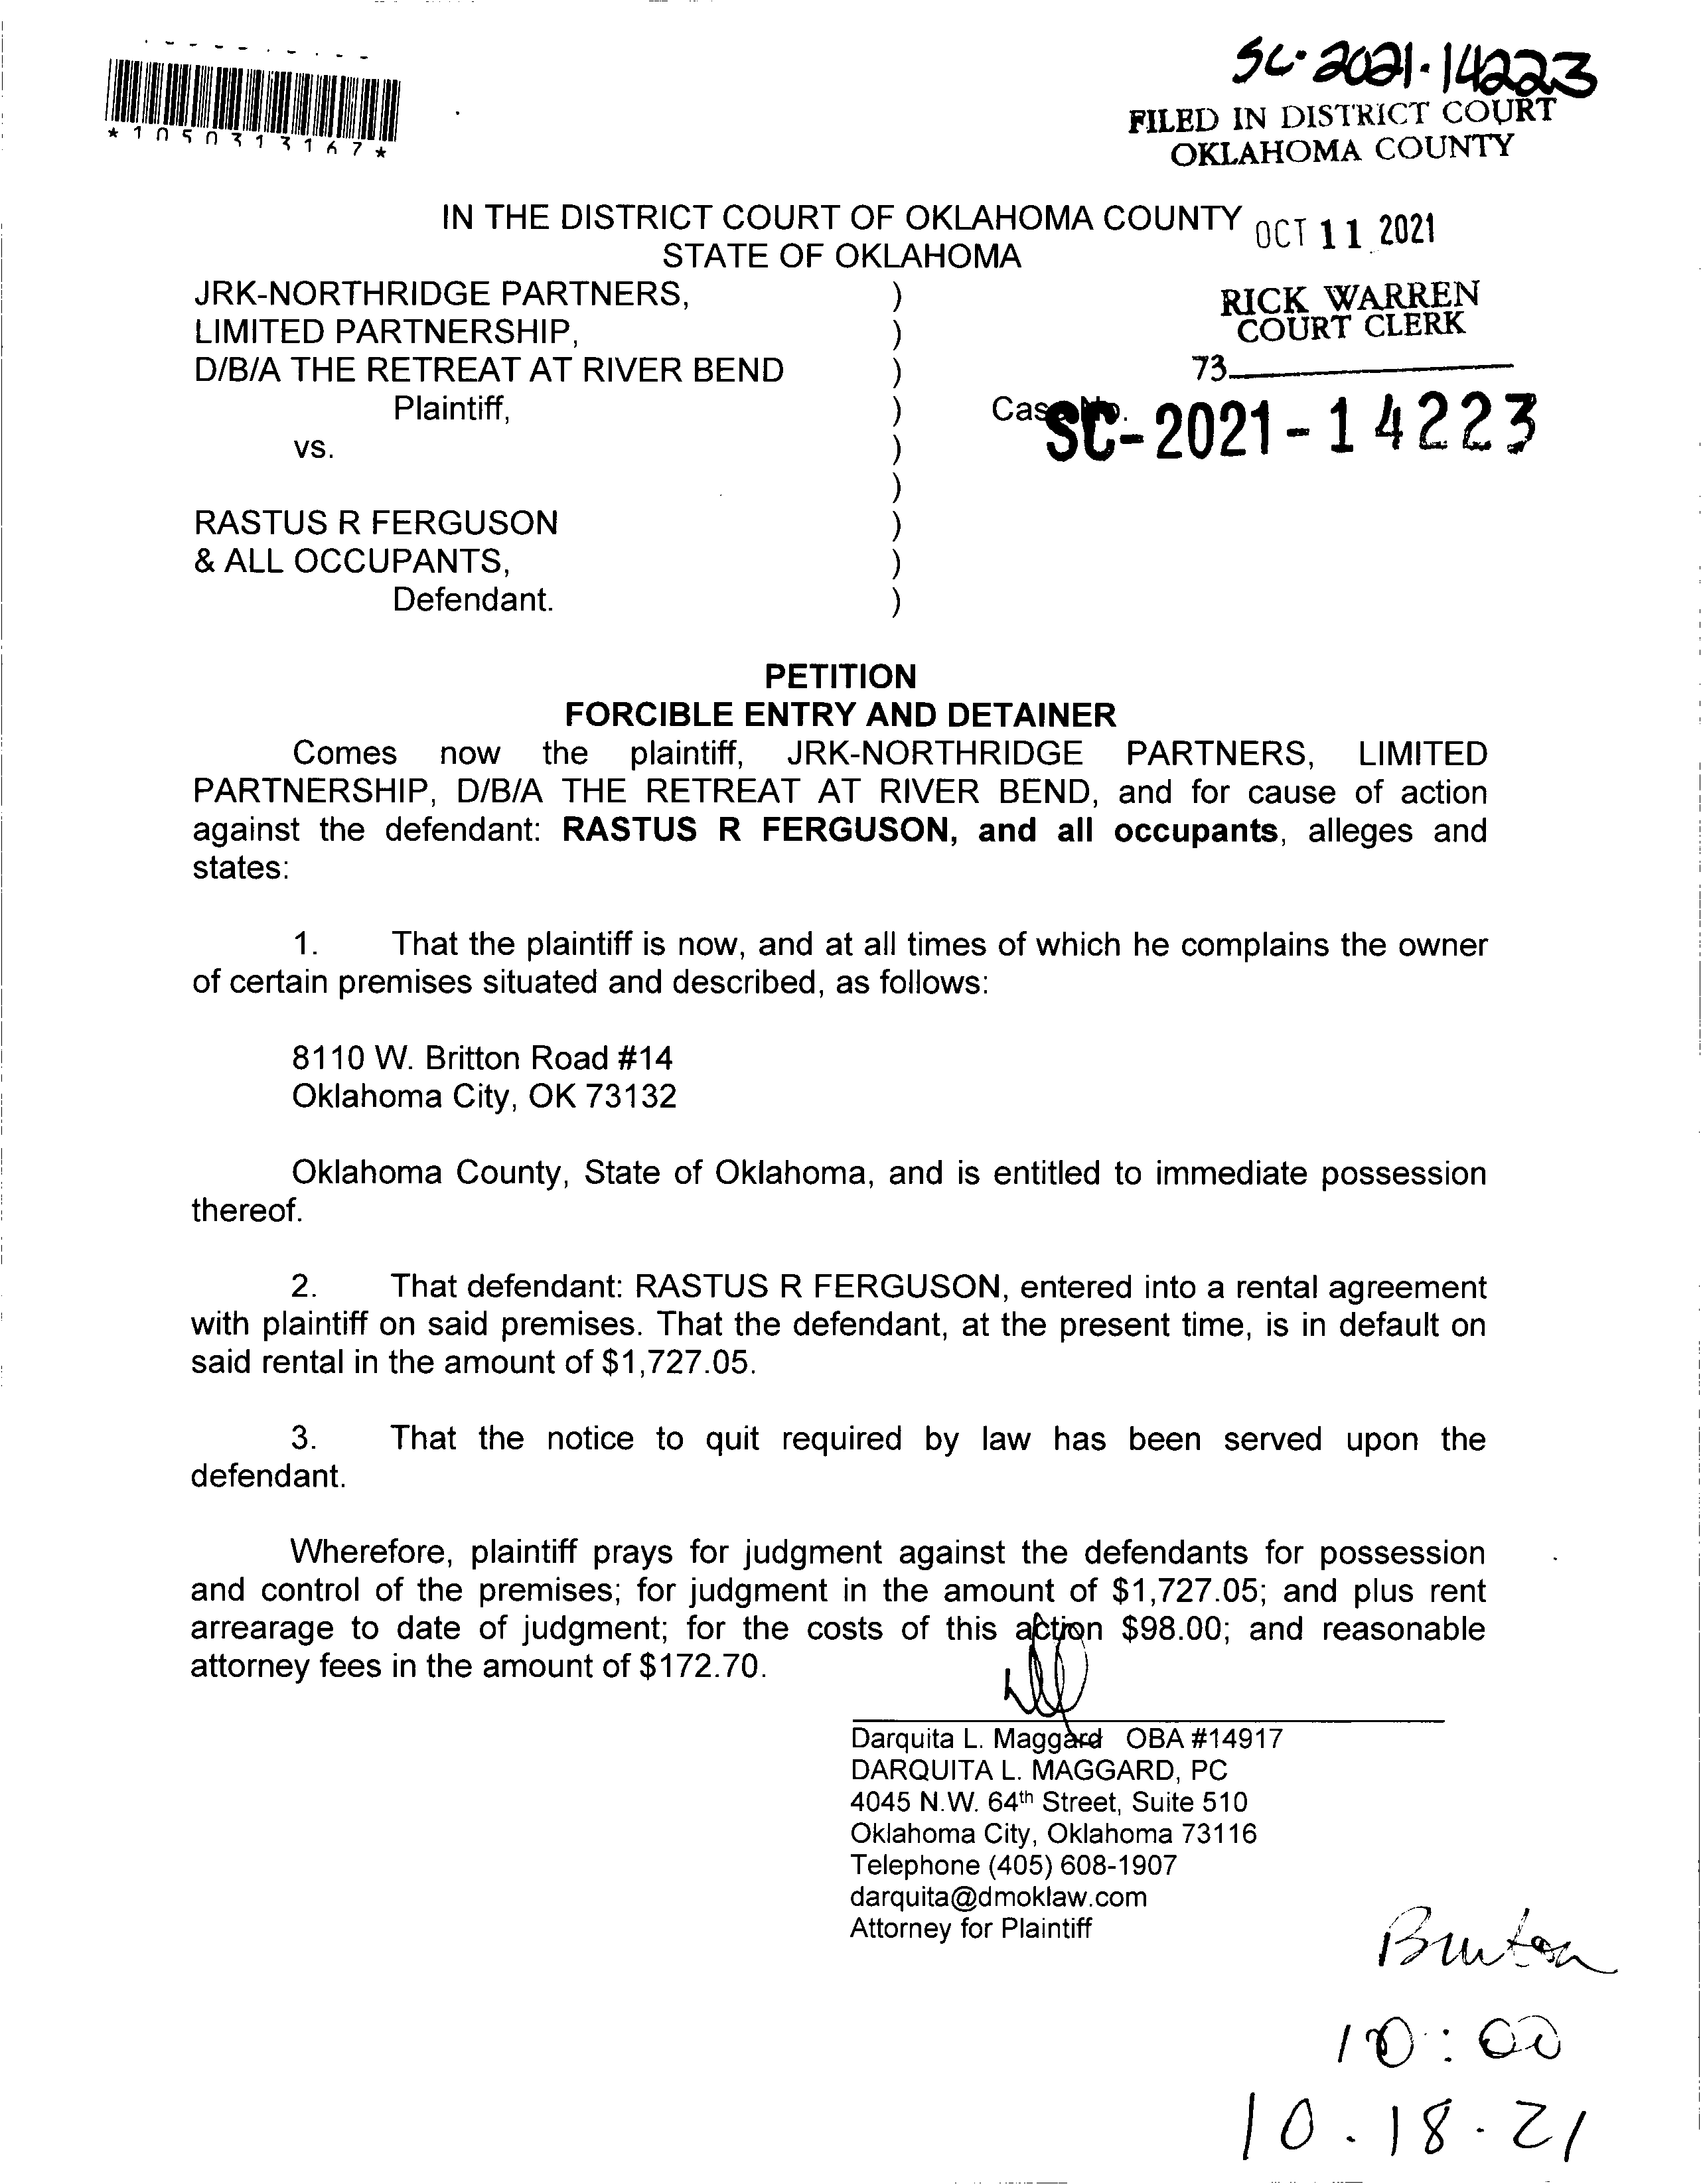 SC-2021-14223
FILED IN DISTRICT COURT
OKLAHOMA COUNTY
*1050313167*
IN THE DISTRICT COURT OF OKLAHOMA COUNTY
STATE OF OKLAHOMA
OCT 11 2021
RICK WARREN
COURT CLERK
73
JRK-NORTHRIDGE PARTNERS, )
LIMITED PARTNERSHIP, )
D/B/A THE RETREAT AT RIVER BEND )
Plaintiff, ) Case No. SC-2021-14223
vs. )
)
RASTUS R FERGUSON )
& ALL OCCUPANTS, )
Defendant. )
PETITION
FORCIBLE ENTRY AND DETAINER
Comes now the plaintiff, JRK-NORTHRIDGE PARTNERS, LIMITED
PARTNERSHIP, D/B/A THE RETREAT AT RIVER BEND, and for cause of action
against the defendant: RASTUS R FERGUSON, and all occupants, alleges and
states:
1. That the plaintiff is now, and at all times of which he complains the owner
of certain premises situated and described, as follows:
8110 W. Britton Road #14
Oklahoma City, OK 73132
Oklahoma County, State of Oklahoma, and is entitled to immediate possession
thereof.
2. That defendant: RASTUS R FERGUSON, entered into a rental agreement
with plaintiff on said premises. That the defendant, at the present time, is in default on
said rental in the amount of $1,727.05.
3. That the notice to quit required by law has been served upon the
defendant.
Wherefore, plaintiff prays for judgment against the defendants for possession
and control of the premises; for judgment in the amount of $1,727.05; and plus rent
arrearage to date of judgment; for the costs of this action $98.00; and reasonable
attorney fees in the amount of $172.70.
Darquita L. Maggard OBA #14917
DARQUITA L. MAGGARD, PC
4045 N.W. 64th Street, Suite 510
Oklahoma City, Oklahoma 73116
Telephone (405) 608-1907
darquita@dmoklaw.com
Attorney for Plaintiff
10:00
10.18.21